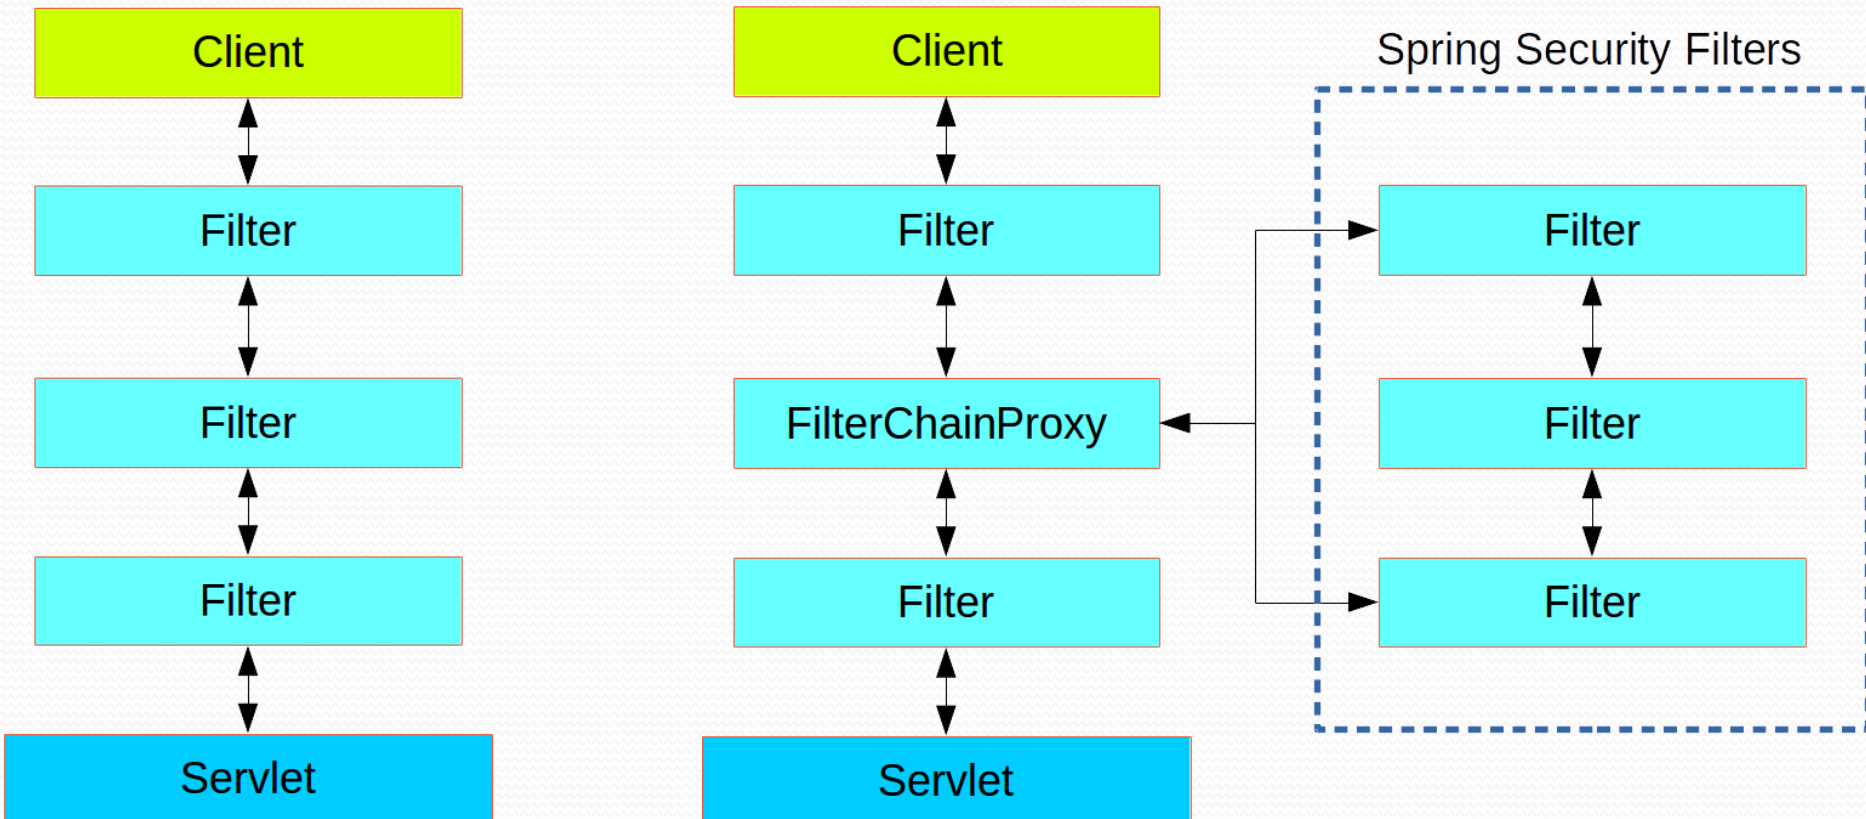 Client
Filter
Filter
Filter
Servlet
Client
Filter
FilterChainProxy
Filter
Servlet
Spring Security Filters
Filter
Filter
Filter